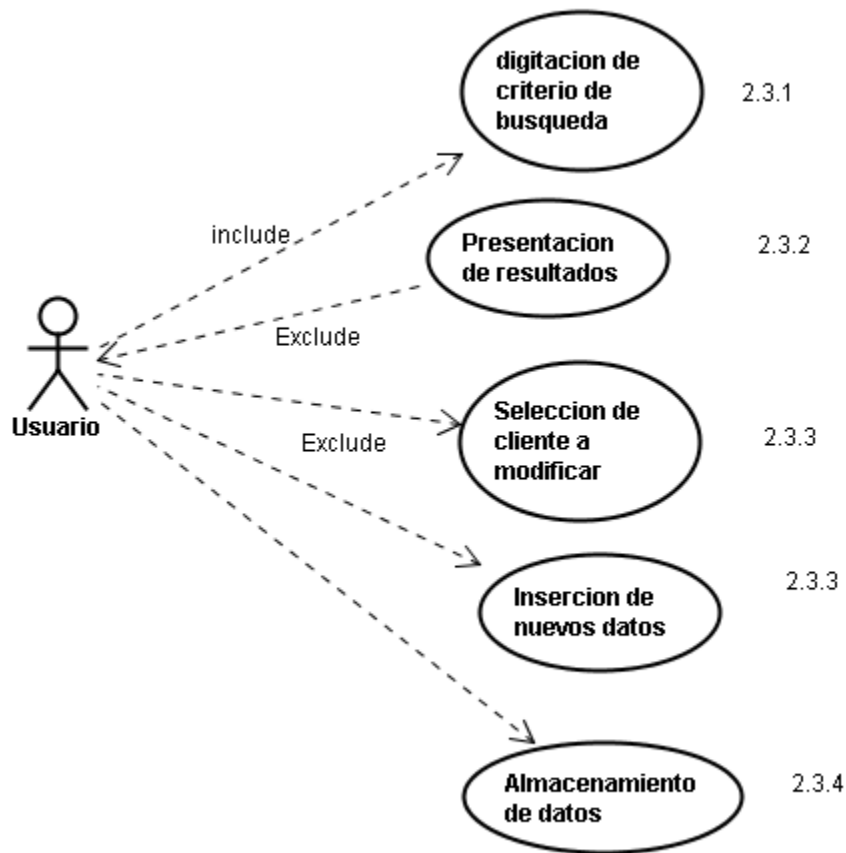 digitacion de
criterio de
busqueda
2.3.1
include
Presentacion
de resultados
2.3.2
Exclude
Usuario
Seleccion de
cliente a
modificar
2.3.3
Exclude
Insercion de
nuevos datos
2.3.3
Almacenamiento
de datos
2.3.4